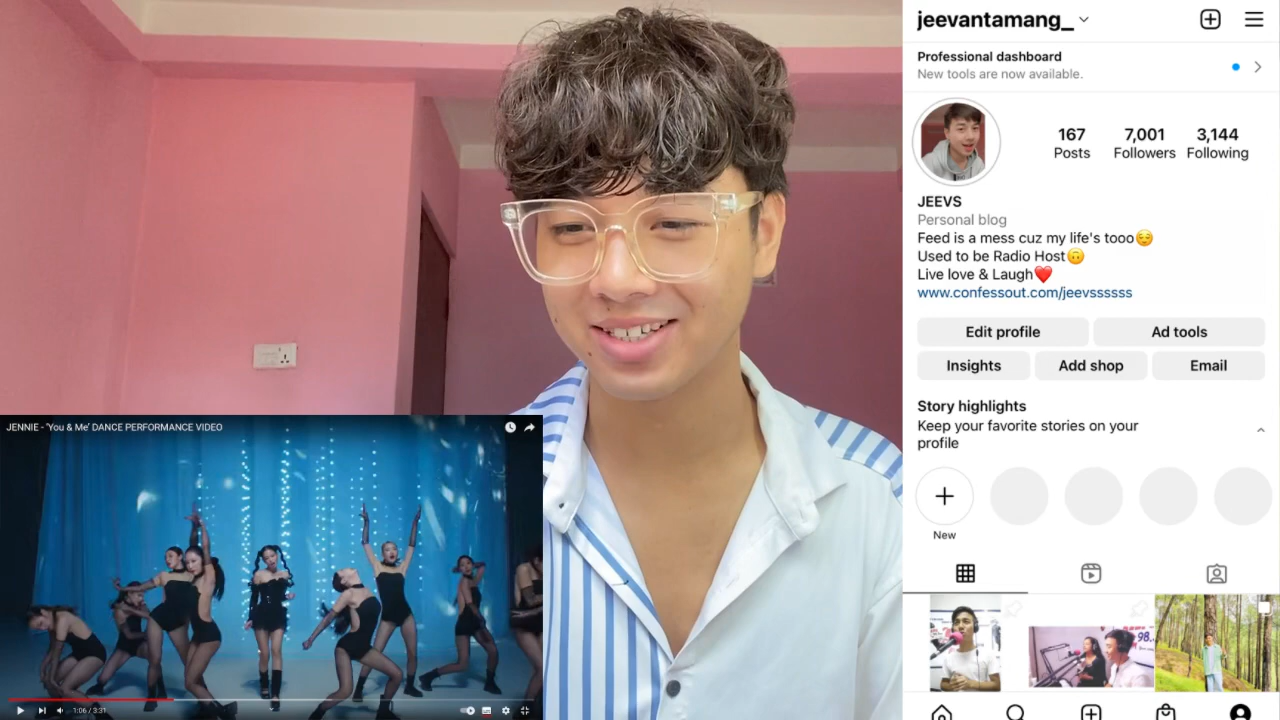 jeevantamang_
Professional dashboard
New tools are now available.
167 7,001 3,144
Posts Followers Following
JEEVS
Personal blog
Feed is a mess cuz my life's tooo😌
Used to be Radio Host🙃
Live love & Laugh❤️
www.confessout.com/jeevssssss
Edit profile Ad tools
Insights Add shop Email
Story highlights
Keep your favorite stories on your
profile
New
98.
JENNIE - 'You & Me' DANCE PERFORMANCE VIDEO
1:06 / 3:31